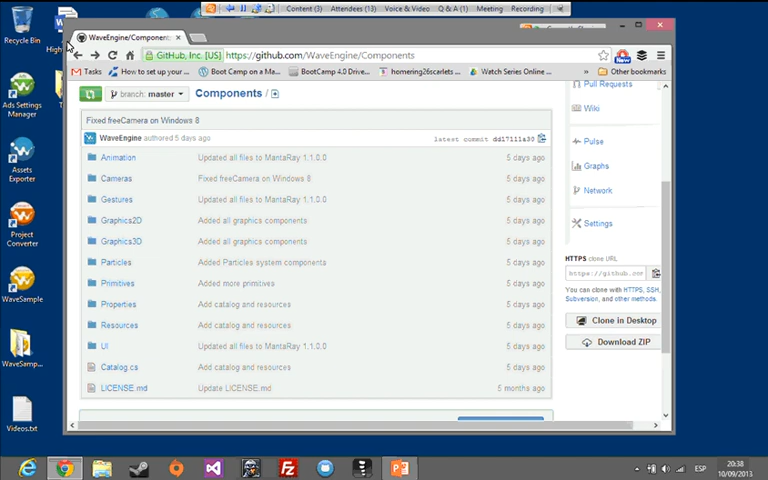 Content (3) Attendees (13) Voice & Video Q & A (1) Meeting Recording
Recycle Bin
WaveEngine/Component
GitHub, Inc. [US] https://github.com/WaveEngine/Components
New
Tasks How to set up your ... Boot Camp on a Ma... BootCamp 4.0 Drive... homering26scarlets... Watch Series Online ... » Other bookmarks
branch: master Components /
Pull Requests
Wiki
Pulse
Graphs
Network
Settings
HTTPS clone URL
https://github.com
You can clone with HTTPS, SSH,
Subversion, and other methods.
Clone in Desktop
Download ZIP
Fixed freeCamera on Windows 8
WaveEngine authored 5 days ago latest commit dd17111a30
Animation Updated all files to MantaRay 1.1.0.0 5 days ago
Cameras Fixed freeCamera on Windows 8 5 days ago
Gestures Updated all files to MantaRay 1.1.0.0 5 days ago
Graphics2D Added all graphics components 5 days ago
Graphics3D Added all graphics components 5 days ago
Particles Added Particles system components 5 days ago
Primitives Added more primitives 5 days ago
Properties Add catalog and resources 5 days ago
Resources Add catalog and resources 5 days ago
UI Updated all files to MantaRay 1.1.0.0 5 days ago
Catalog.cs Add catalog and resources 5 days ago
LICENSE.md Update LICENSE.md 5 months ago
Ads Settings
Manager
Assets
Exporter
Project
Converter
WaveSample
WaveSamp...
Videos.txt
ESP
20:38
10/09/2013